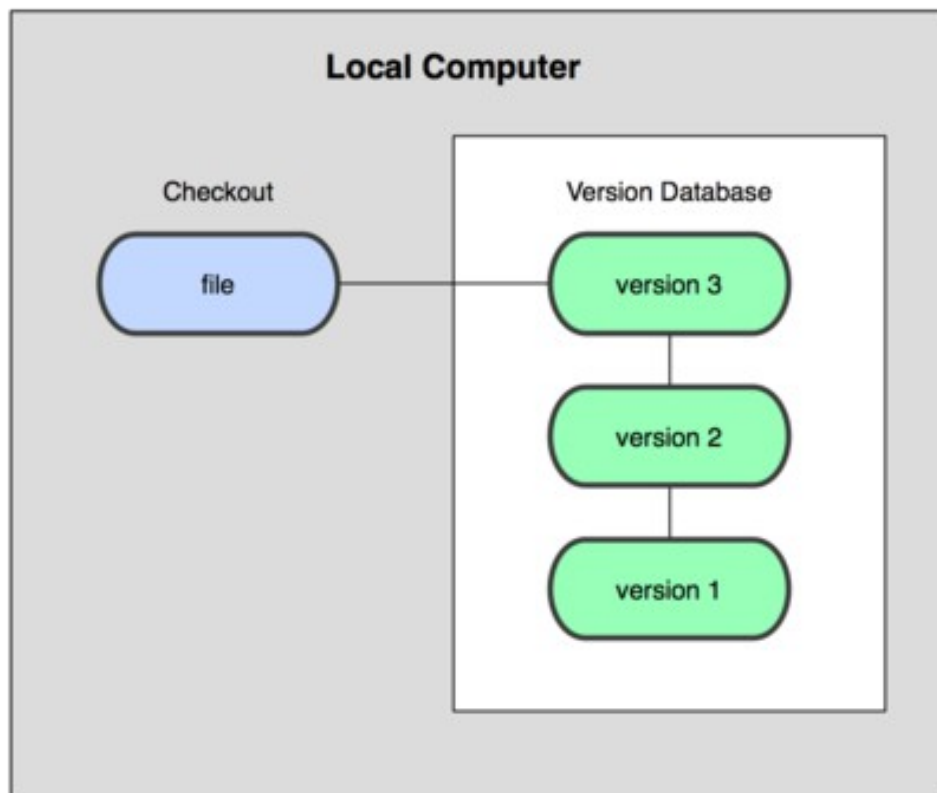 Local Computer
Checkout
Version Database
file
version 3
version 2
version 1